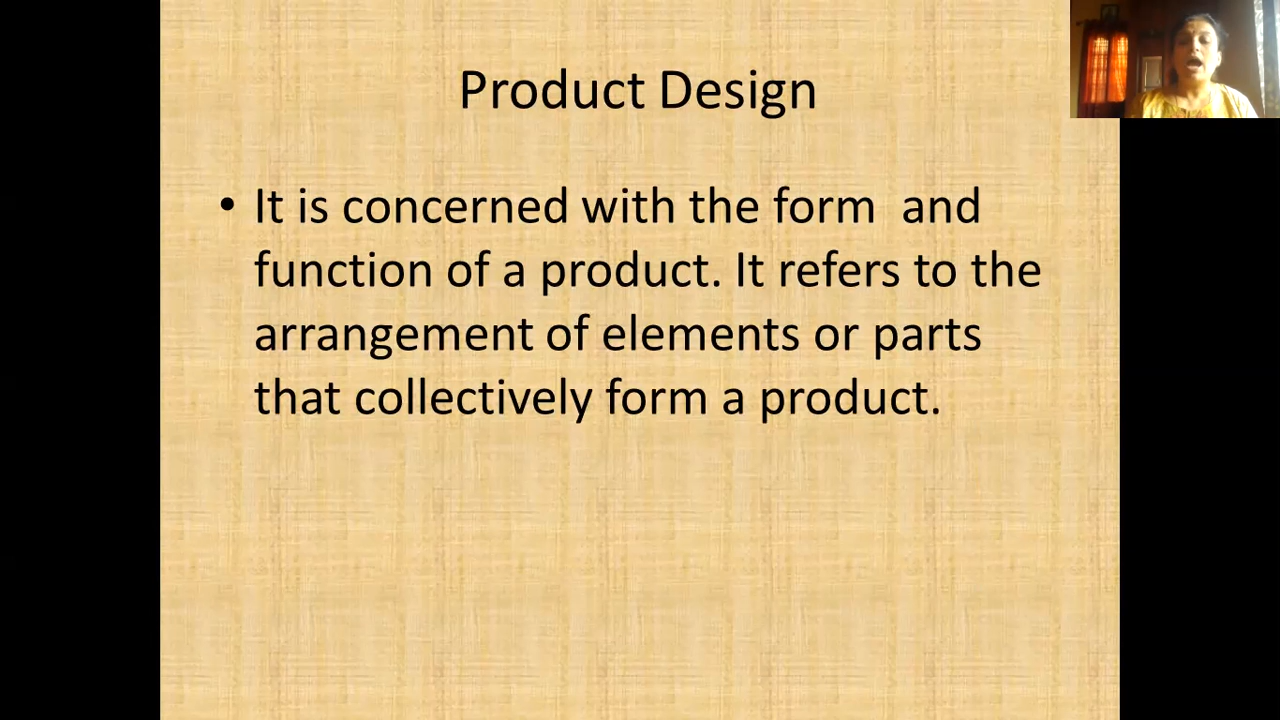 Product Design
• It is concerned with the form  and
function of a product. It refers to the
arrangement of elements or parts
that collectively form a product.